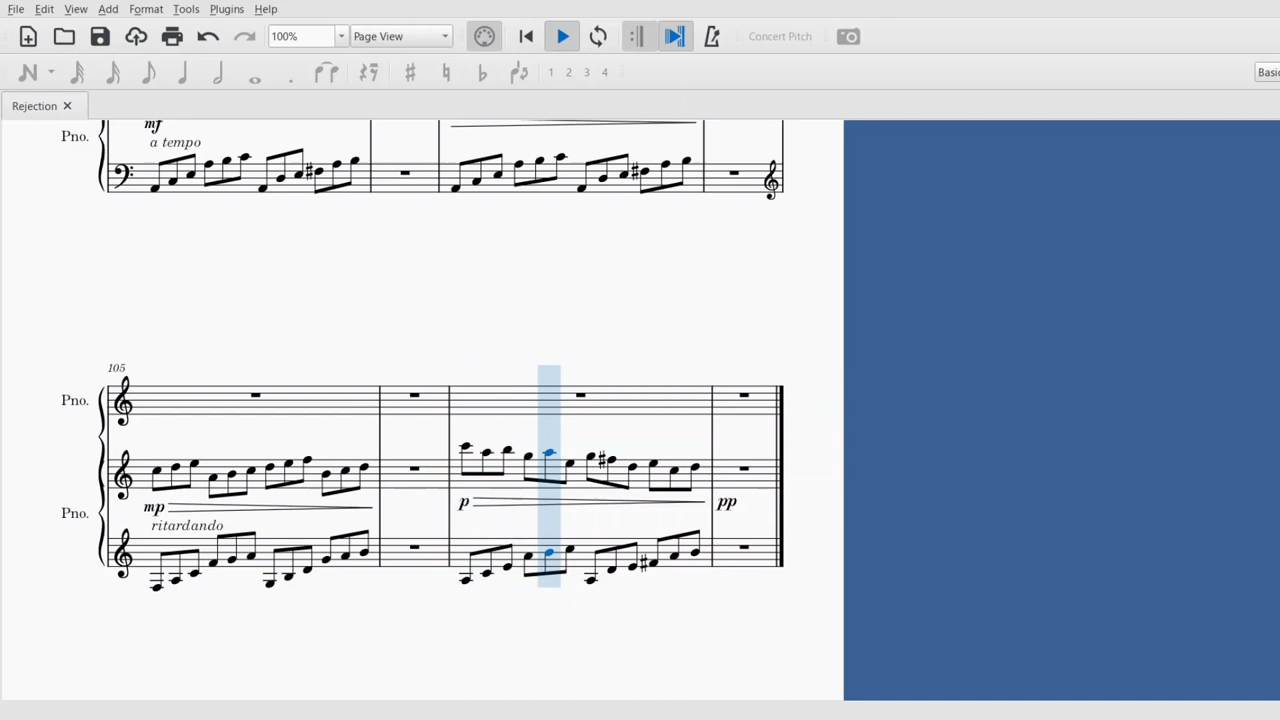 File Edit View Add Format Tools Plugins Help
100% Page View Concert Pitch
1 2 3 4 Basic
Rejection
mf
Pno.
a tempo
105
Pno.
mp p pp
Pno.
ritardando